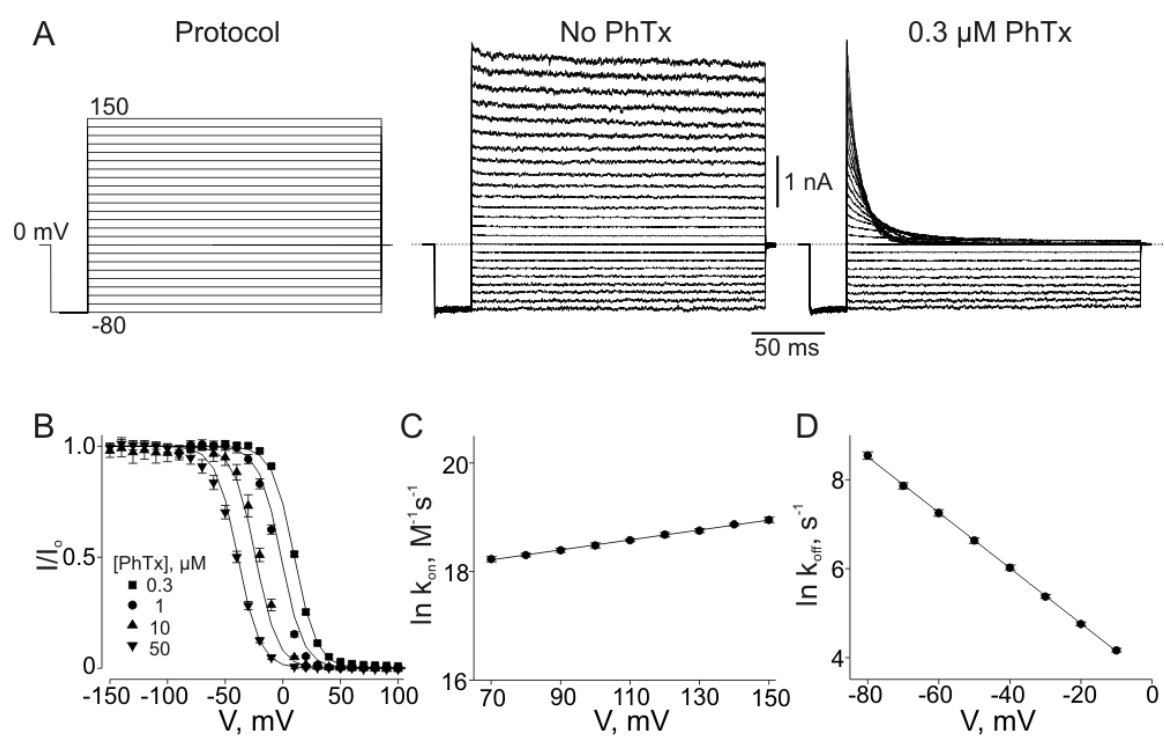 A Protocol No PhTx 0.3 µM PhTx
150
1 nA
0 mV
-80
50 ms
B C D
1.0
0.5
0
I/Iₒ
[PhTx], µM
0.3
1
10
50
-150 -100 -50 0 50 100
V, mV
20
18
16
ln kₒₙ, M⁻¹s⁻¹
70 90 110 130 150
V, mV
8
6
4
ln kₒff, s⁻¹
-80 -60 -40 -20 0
V, mV